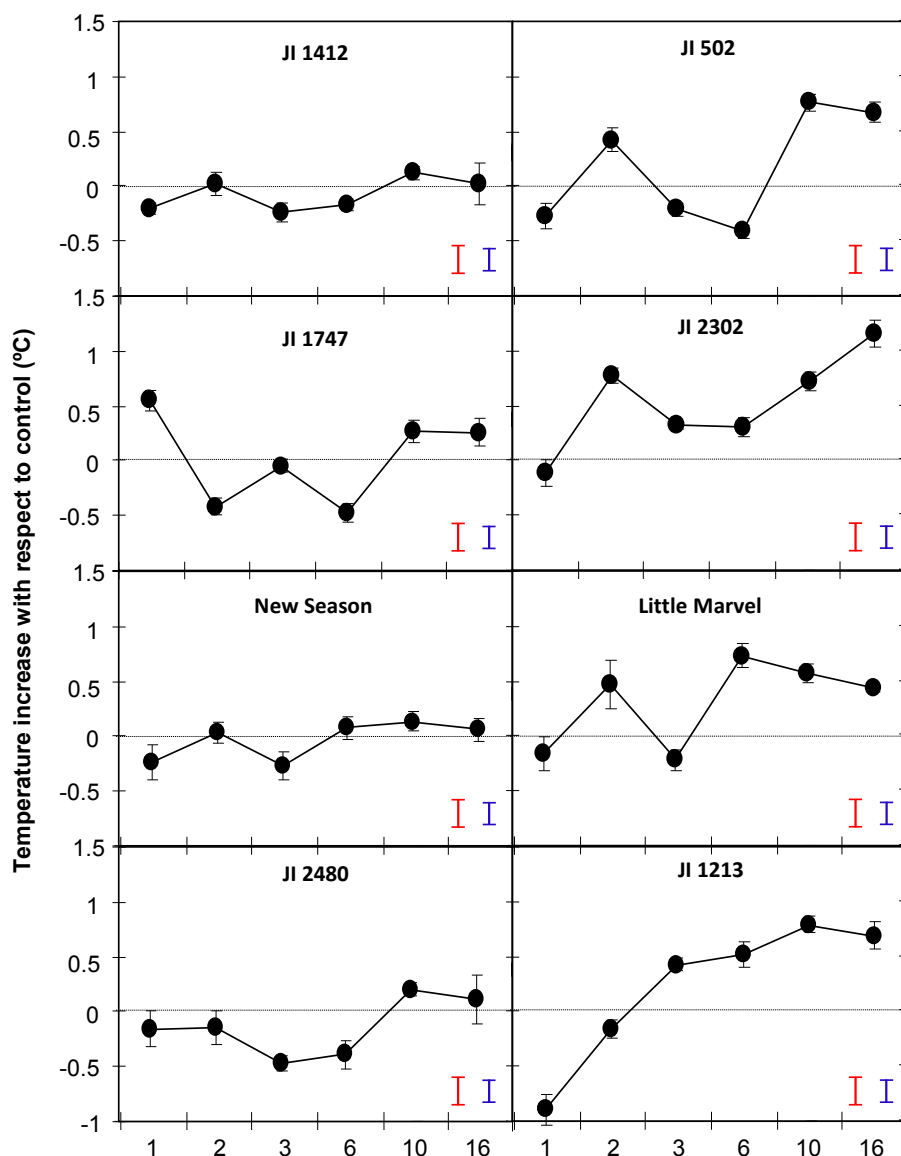 Temperature increase with respect to control (ºC)
1.5
JI 1412
JI 502
1
0.5
0
-0.5
1.5
JI 1747
JI 2302
1
0.5
0
-0.5
1.5
New Season
Little Marvel
1
0.5
0
-0.5
1.5
JI 2480
JI 1213
1
0.5
0
-0.5
-1
1 2 3 6 10 16 1 2 3 6 10 16